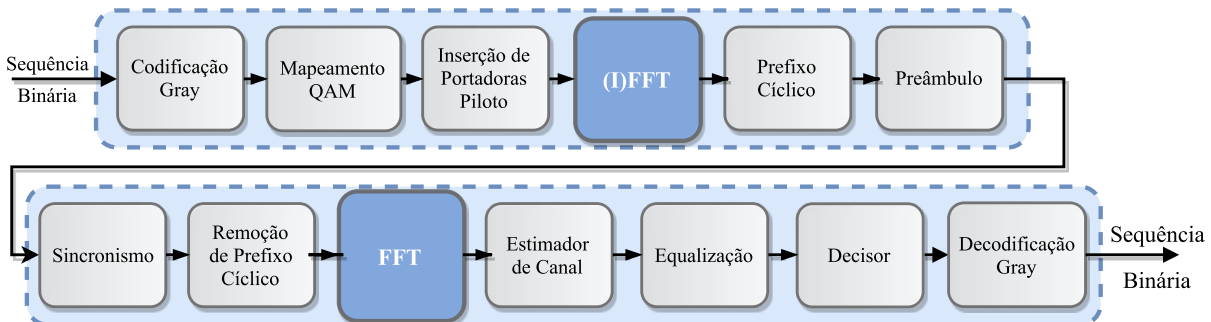 Sequência
Binária
Codificação
Gray
Mapeamento
QAM
Inserção de
Portadoras
Piloto
(I)FFT
Prefixo
Cíclico
Preâmbulo
Sincronismo
Remoção
de Prefixo
Cíclico
FFT
Estimador
de Canal
Equalização
Decisor
Decodificação
Gray
Sequência
Binária